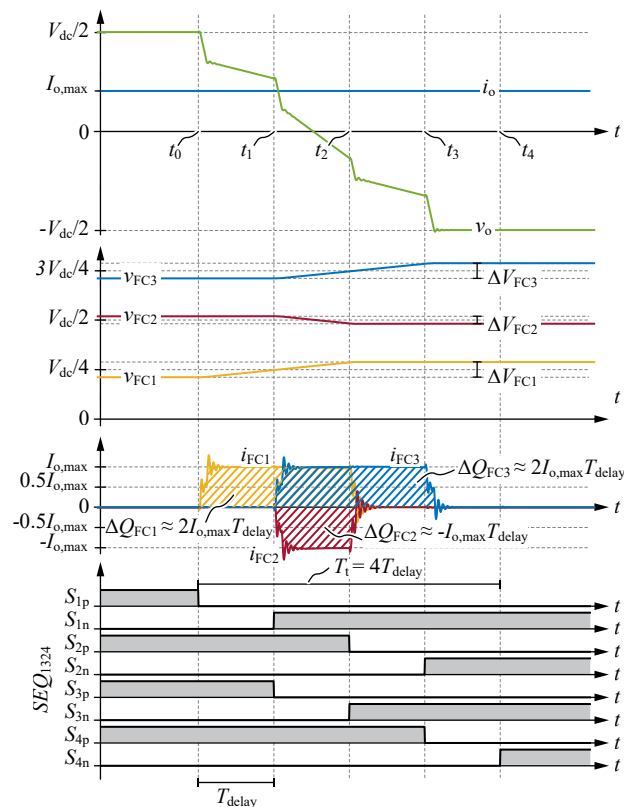 V_dc/2
I_o,max
i_o
0
t
t_0
t_1
t_2
t_3
t_4
-V_dc/2
v_o
3V_dc/4
v_FC3
ΔV_FC3
V_dc/2
v_FC2
ΔV_FC2
V_dc/4
v_FC1
ΔV_FC1
0
t
I_o,max
i_FC1
i_FC3
0.5I_o,max
ΔQ_FC3 ≈ 2I_o,max T_delay
0
t
-0.5I_o,max
ΔQ_FC1 ≈ 2I_o,max T_delay
ΔQ_FC2 ≈ -I_o,max T_delay
-I_o,max
i_FC2
T_t = 4T_delay
SEQ_1324
S_1p
t
S_1n
t
S_2p
t
S_2n
t
S_3p
t
S_3n
t
S_4p
t
S_4n
t
T_delay